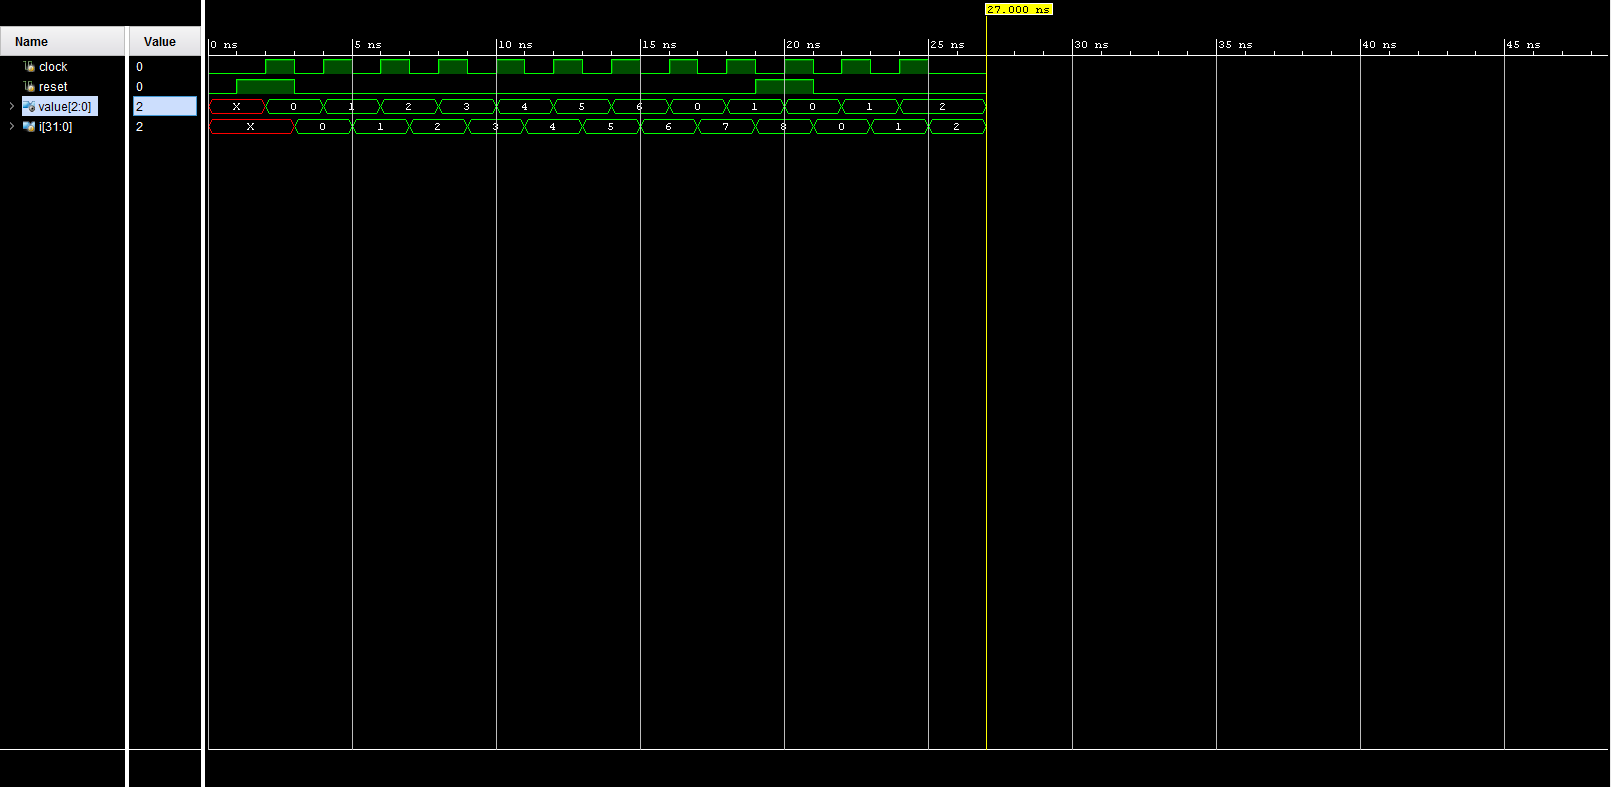 27.000 ns
Name Value
0 ns 5 ns 10 ns 15 ns 20 ns 25 ns 30 ns 35 ns 40 ns 45 ns
clock 0
reset 0
value[2:0] 2 X 0 1 2 3 4 5 6 0 1 0 1 2
i[31:0] 2 X 0 1 2 3 4 5 6 7 8 0 1 2